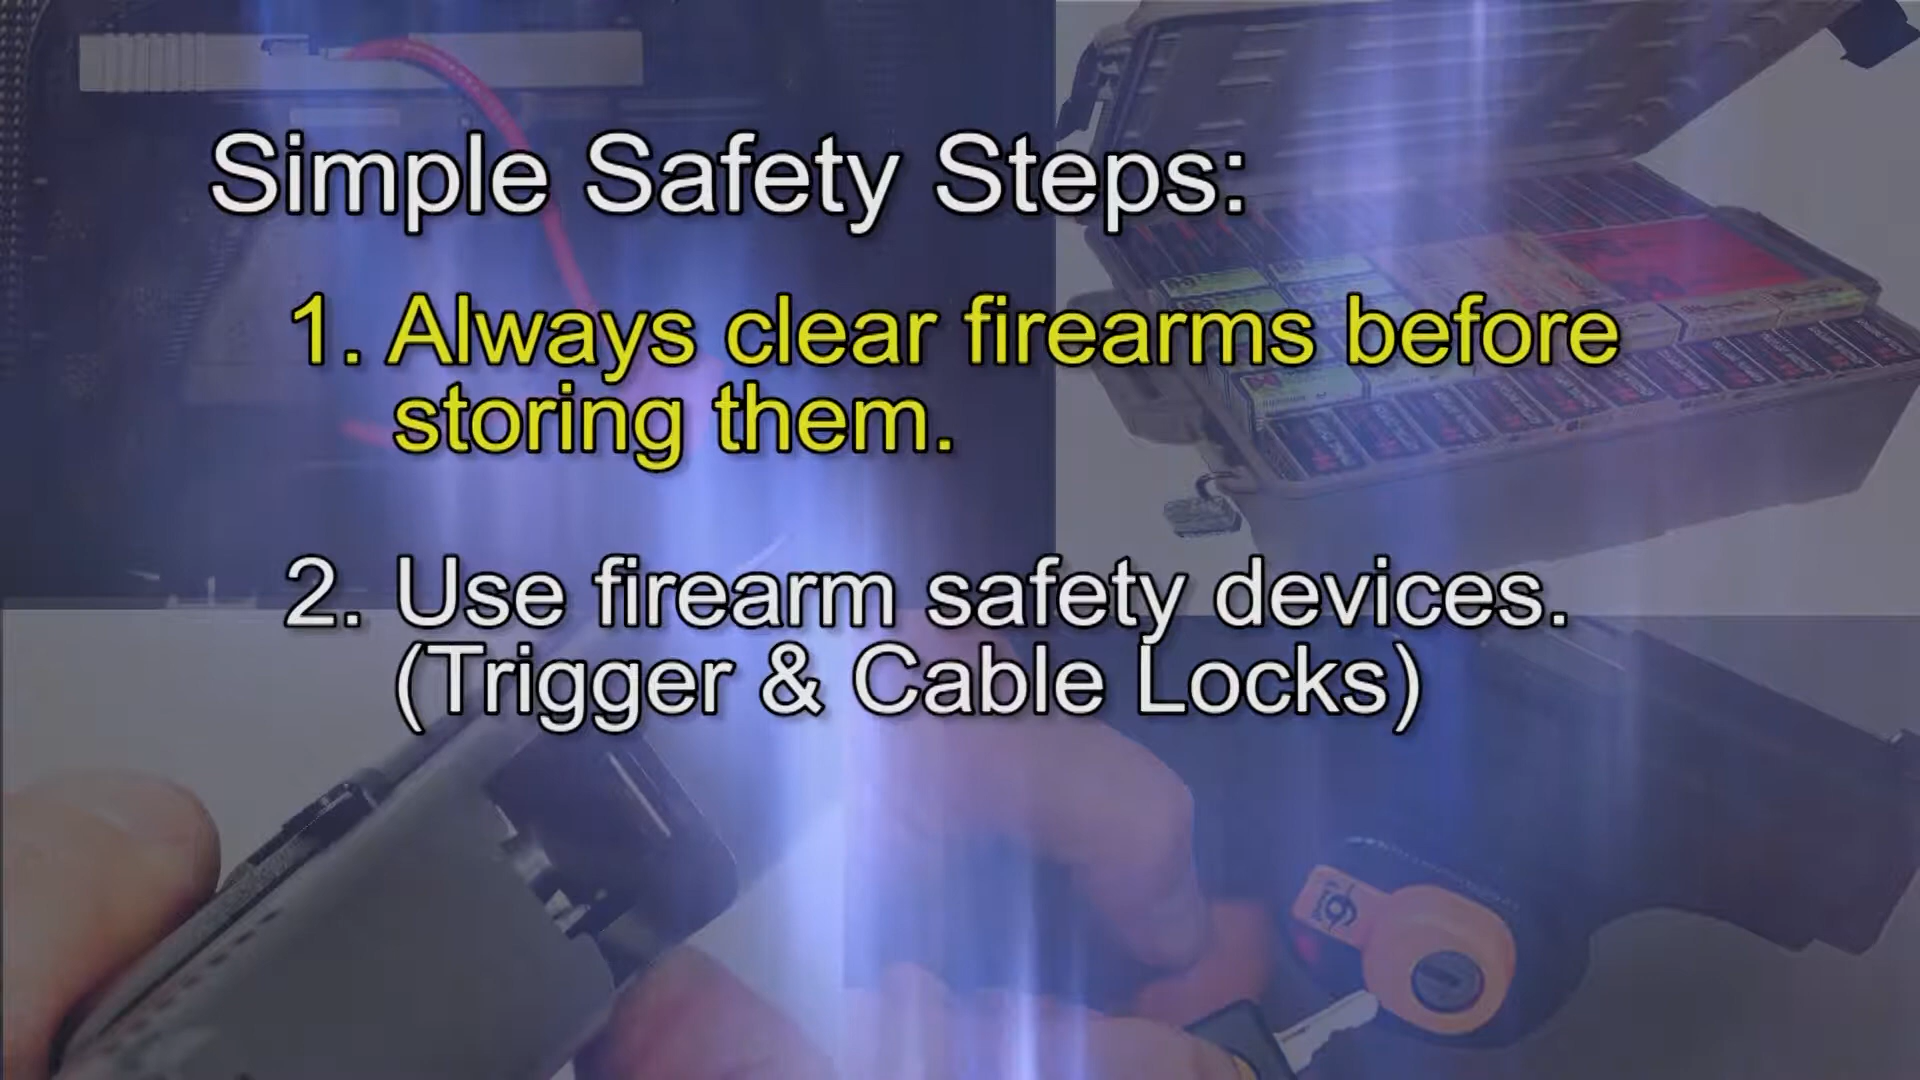 Simple Safety Steps:
1. Always clear firearms before
storing them.
2. Use firearm safety devices.
(Trigger & Cable Locks)